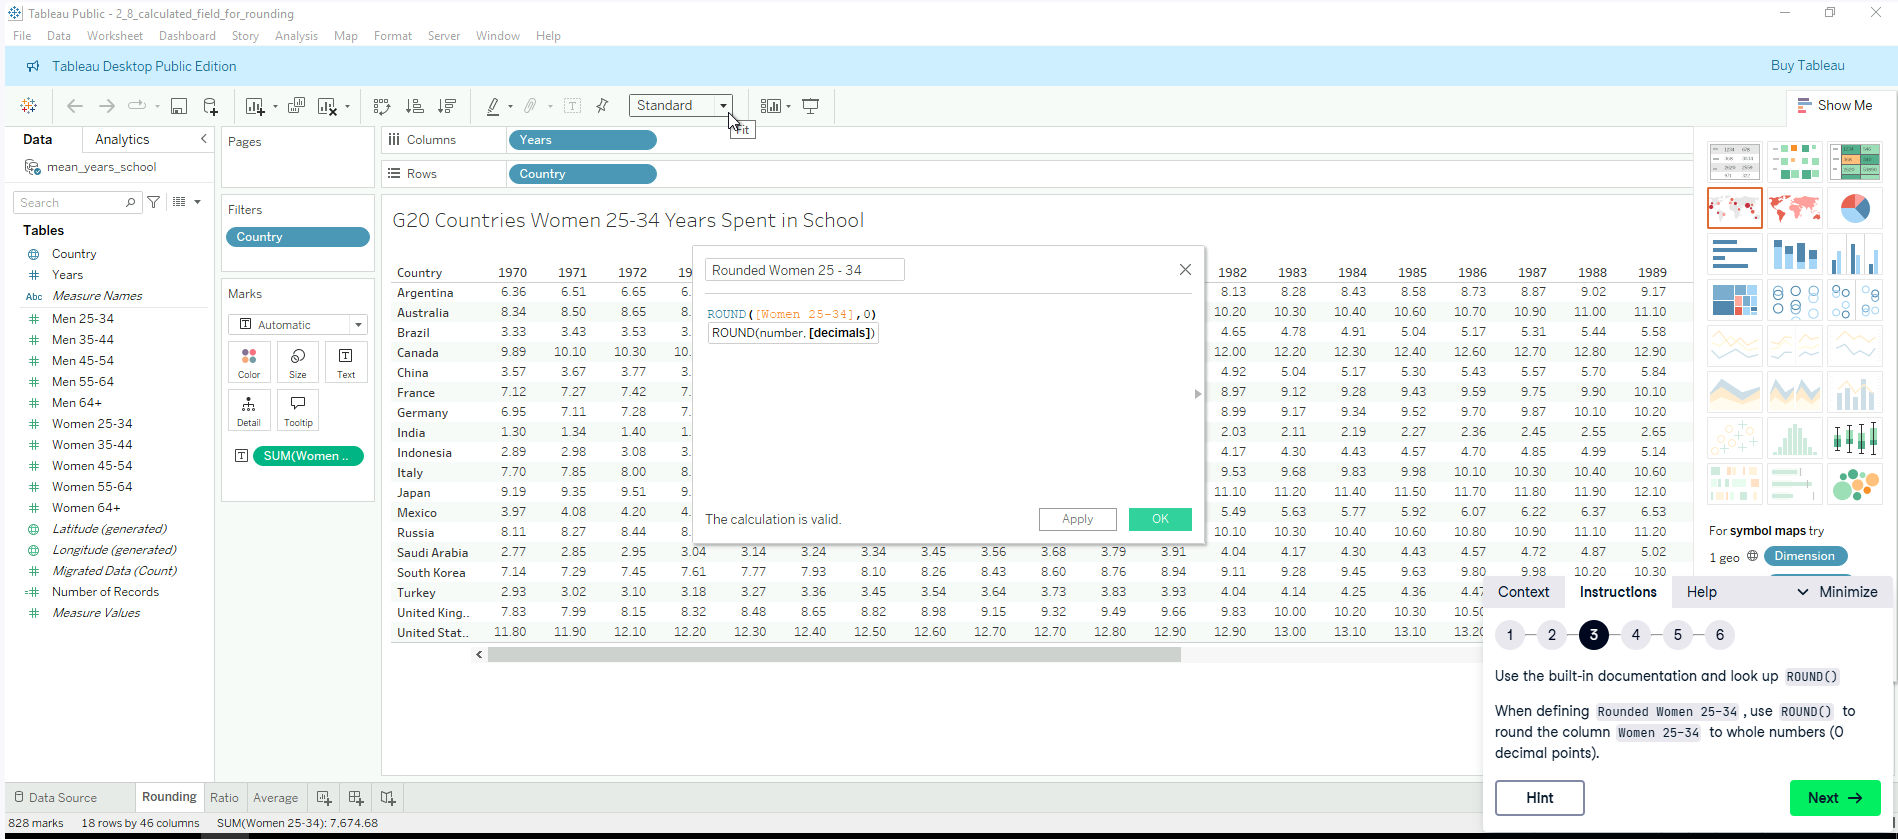 Tableau Public - 2_8_calculated_field_for_rounding
File Data Worksheet Dashboard Story Analysis Map Format Server Window Help
Tableau Desktop Public Edition
Buy Tableau
Standard
Fit
Show Me
Data Analytics
mean_years_school
Search
Tables
Country
Years
Abc Measure Names
Men 25-34
Men 35-44
Men 45-54
Men 55-64
Men 64+
Women 25-34
Women 35-44
Women 45-54
Women 55-64
Women 64+
Latitude (generated)
Longitude (generated)
Migrated Data (Count)
Number of Records
Measure Values
Pages
Filters
Country
Marks
Automatic
Color Size Text
Detail Tooltip
SUM(Women ..
Columns Years
Rows Country
G20 Countries Women 25-34 Years Spent in School
Country 1970 1971 1972 19 1982 1983 1984 1985 1986 1987 1988 1989
Argentina 6.36 6.51 6.65 6. 8.13 8.28 8.43 8.58 8.73 8.87 9.02 9.17
Australia 8.34 8.50 8.65 8. 10.20 10.30 10.40 10.60 10.70 10.90 11.00 11.10
Brazil 3.33 3.43 3.53 3. 4.65 4.78 4.91 5.04 5.17 5.31 5.44 5.58
Canada 9.89 10.10 10.30 10. 12.00 12.20 12.30 12.40 12.60 12.70 12.80 12.90
China 3.57 3.67 3.77 3. 4.92 5.04 5.17 5.30 5.43 5.57 5.70 5.84
France 7.12 7.27 7.42 7. 8.97 9.12 9.28 9.43 9.59 9.75 9.90 10.10
Germany 6.95 7.11 7.28 7. 8.99 9.17 9.34 9.52 9.70 9.87 10.10 10.20
India 1.30 1.34 1.40 1. 2.03 2.11 2.19 2.27 2.36 2.45 2.55 2.65
Indonesia 2.89 2.98 3.08 3. 4.17 4.30 4.43 4.57 4.70 4.85 4.99 5.14
Italy 7.70 7.85 8.00 8. 9.53 9.68 9.83 9.98 10.10 10.30 10.40 10.60
Japan 9.19 9.35 9.51 9. 11.10 11.20 11.40 11.50 11.70 11.80 11.90 12.10
Mexico 3.97 4.08 4.20 4. 5.49 5.63 5.77 5.92 6.07 6.22 6.37 6.53
Russia 8.11 8.27 8.44 8. 10.10 10.30 10.40 10.60 10.80 10.90 11.10 11.20
Saudi Arabia 2.77 2.85 2.95 3.04 3.14 3.24 3.34 3.45 3.56 3.68 3.79 3.91 4.04 4.17 4.30 4.43 4.57 4.72 4.87 5.02
South Korea 7.14 7.29 7.45 7.61 7.77 7.93 8.10 8.26 8.43 8.60 8.76 8.94 9.11 9.28 9.45 9.63 9.80 9.98 10.20 10.30
Turkey 2.93 3.02 3.10 3.18 3.27 3.36 3.45 3.54 3.64 3.73 3.83 3.93 4.04 4.14 4.25 4.36 4.47
United King.. 7.83 7.99 8.15 8.32 8.48 8.65 8.82 8.98 9.15 9.32 9.49 9.66 9.83 10.00 10.20 10.30 10.50
United Stat.. 11.80 11.90 12.10 12.20 12.30 12.40 12.50 12.60 12.70 12.70 12.80 12.90 12.90 13.00 13.10 13.10 13.20
Rounded Women 25 - 34
ROUND([Women 25-34],0)
ROUND(number, [decimals])
The calculation is valid.
Apply OK
For symbol maps try
1 geo Dimension
Context Instructions Help Minimize
1 2 3 4 5 6
Use the built-in documentation and look up ROUND()
When defining Rounded Women 25-34 , use ROUND() to
round the column Women 25-34 to whole numbers (0
decimal points).
Hint Next
Data Source Rounding Ratio Average
828 marks 18 rows by 46 columns SUM(Women 25-34): 7,674.68